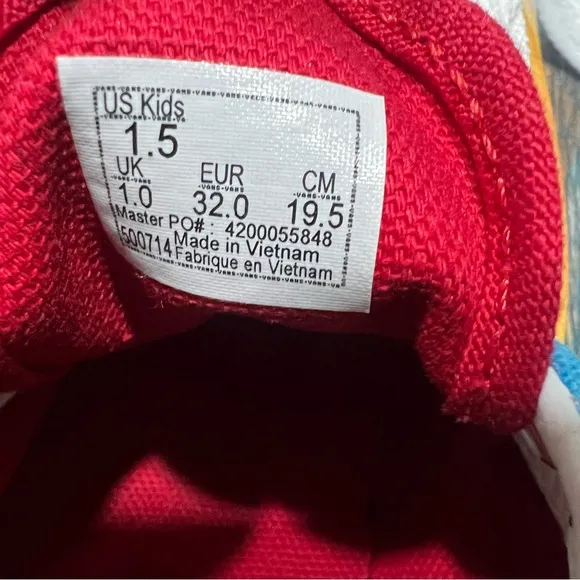 US Kids
1.5
UK EUR CM
1.0 32.0 19.5
Master PO# : 4200055848
500714 Made in Vietnam
Fabrique en Vietnam